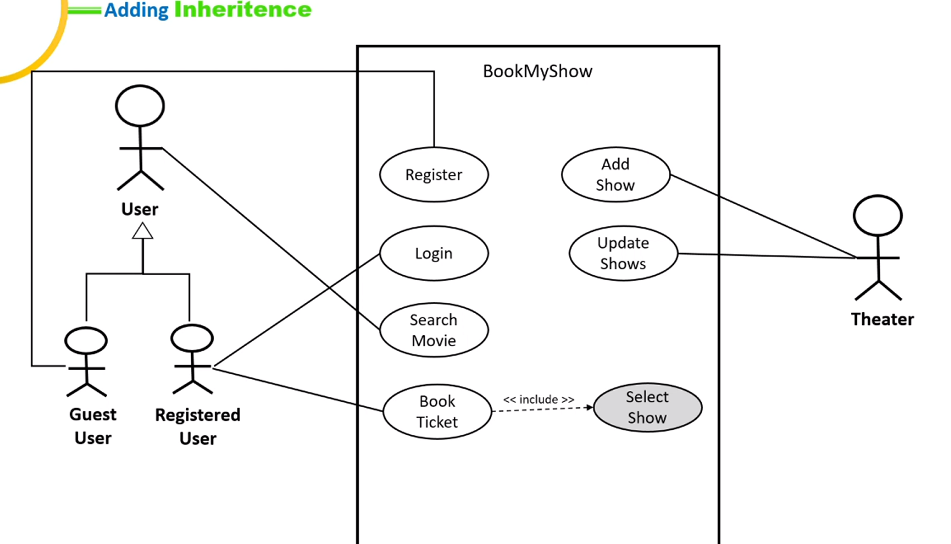 Adding Inheritence
BookMyShow
Register
Add
Show
User
Login
Update
Shows
Search
Movie
Theater
Book
Ticket
<< include >>
Select
Show
Guest
User
Registered
User